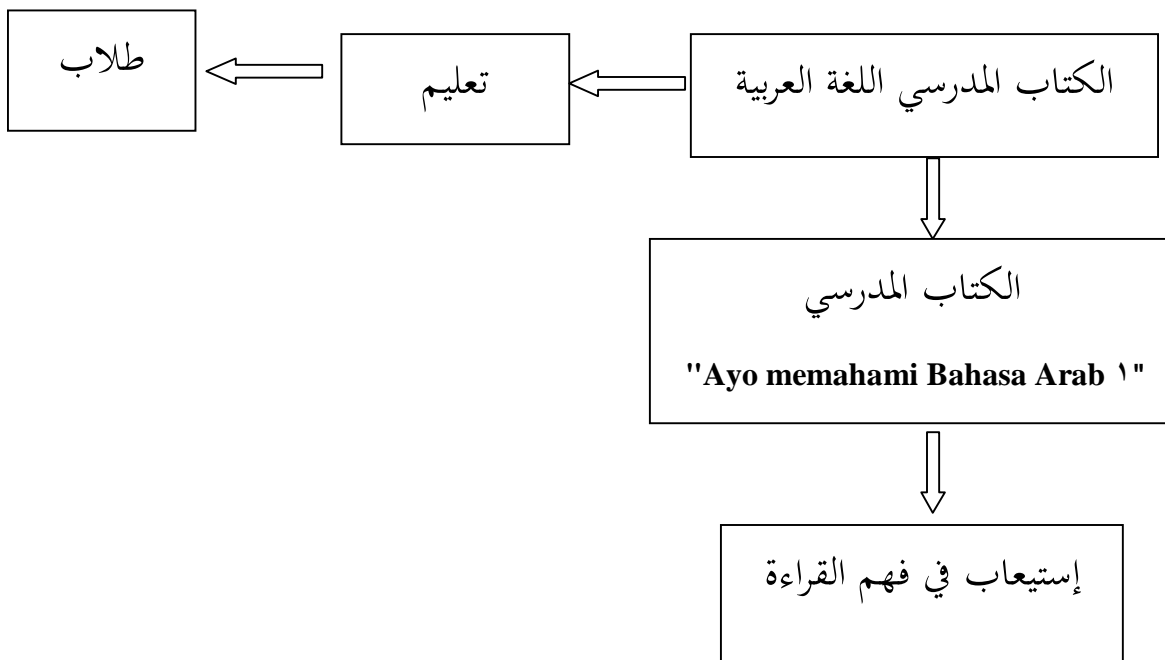 الكتاب المدرسي اللغة العربية
تعليم
طلاب
الكتاب المدرسي
"Ayo memahami Bahasa Arab ١"
إستيعاب في فهم القراءة